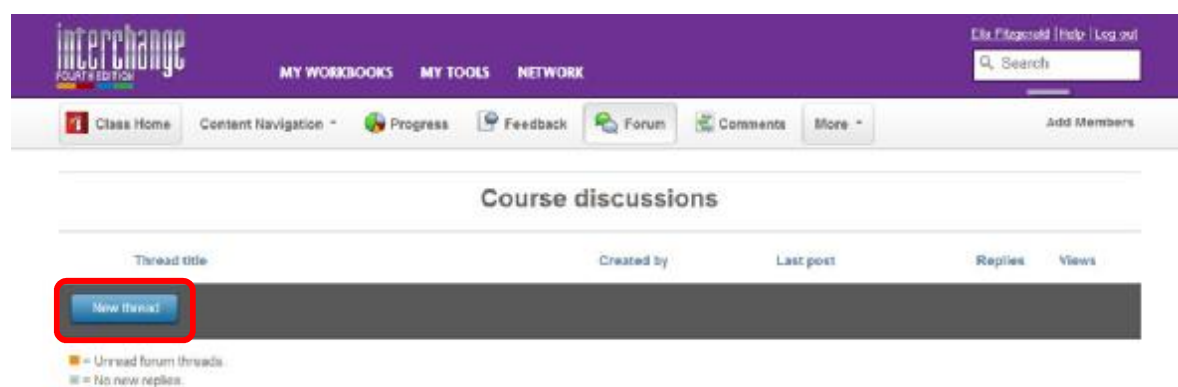 interchange
FOURTH EDITION
MY WORKBOOKS MY TOOLS NETWORK
Ella Fitzgerald | Help | Log out
Search
Class Home Content Navigation Progress Feedback Forum Comments More Add Members
Course discussions
Thread title Created by Last post Replies Views
New thread
= Unread forum threads.
= No new replies.